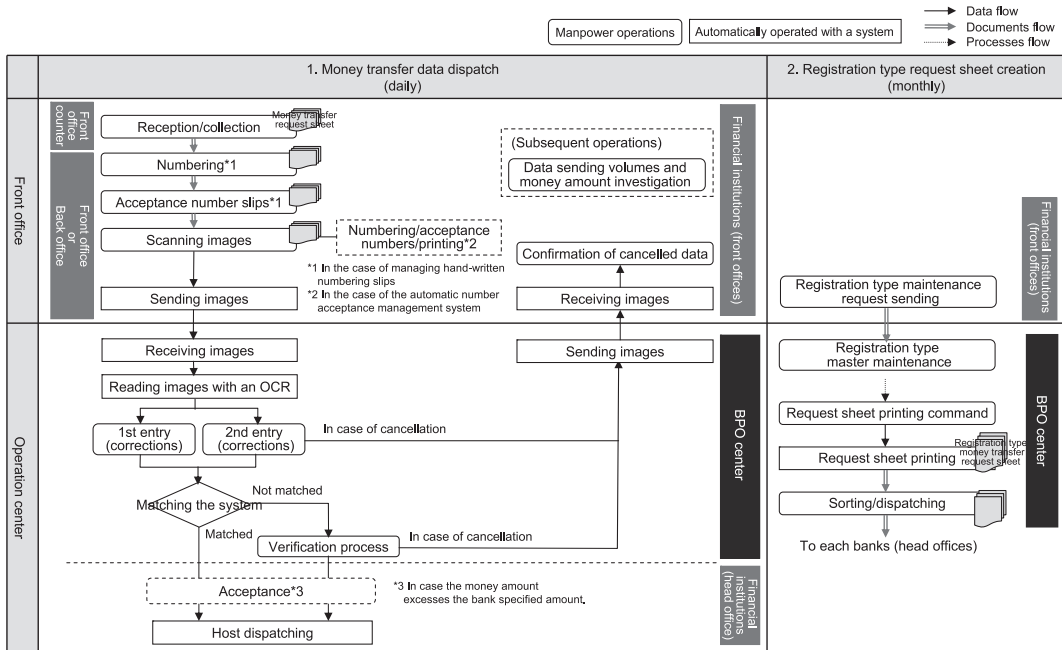 Manpower operations
Automatically operated with a system
Data flow
Documents flow
Processes flow
1. Money transfer data dispatch
(daily)
2. Registration type request sheet creation
(monthly)
Front office
Front
office
counter
Front office
or
Back office
Reception/collection
Money transfer
request sheet
Numbering*1
Acceptance number slips*1
Scanning images
Numbering/acceptance
numbers/printing*2
*1 In the case of managing hand-written
numbering slips
*2 In the case of the automatic number
acceptance management system
Sending images
(Subsequent operations)
Data sending volumes and
money amount investigation
Confirmation of cancelled data
Receiving images
Financial institutions (front offices)
Financial institutions
(front offices)
Registration type maintenance
request sending
Operation center
Receiving images
Reading images with an OCR
1st entry
(corrections)
2nd entry
(corrections)
In case of cancellation
Sending images
Matching the system
Not matched
Matched
Verification process
In case of cancellation
BPO center
Registration type
master maintenance
Request sheet printing command
Request sheet printing
Registration type
money transfer
request sheet
Sorting/dispatching
To each banks (head offices)
BPO center
Acceptance*3
*3 In case the money amount
excesses the bank specified amount.
Host dispatching
Financial
institutions
(head office)